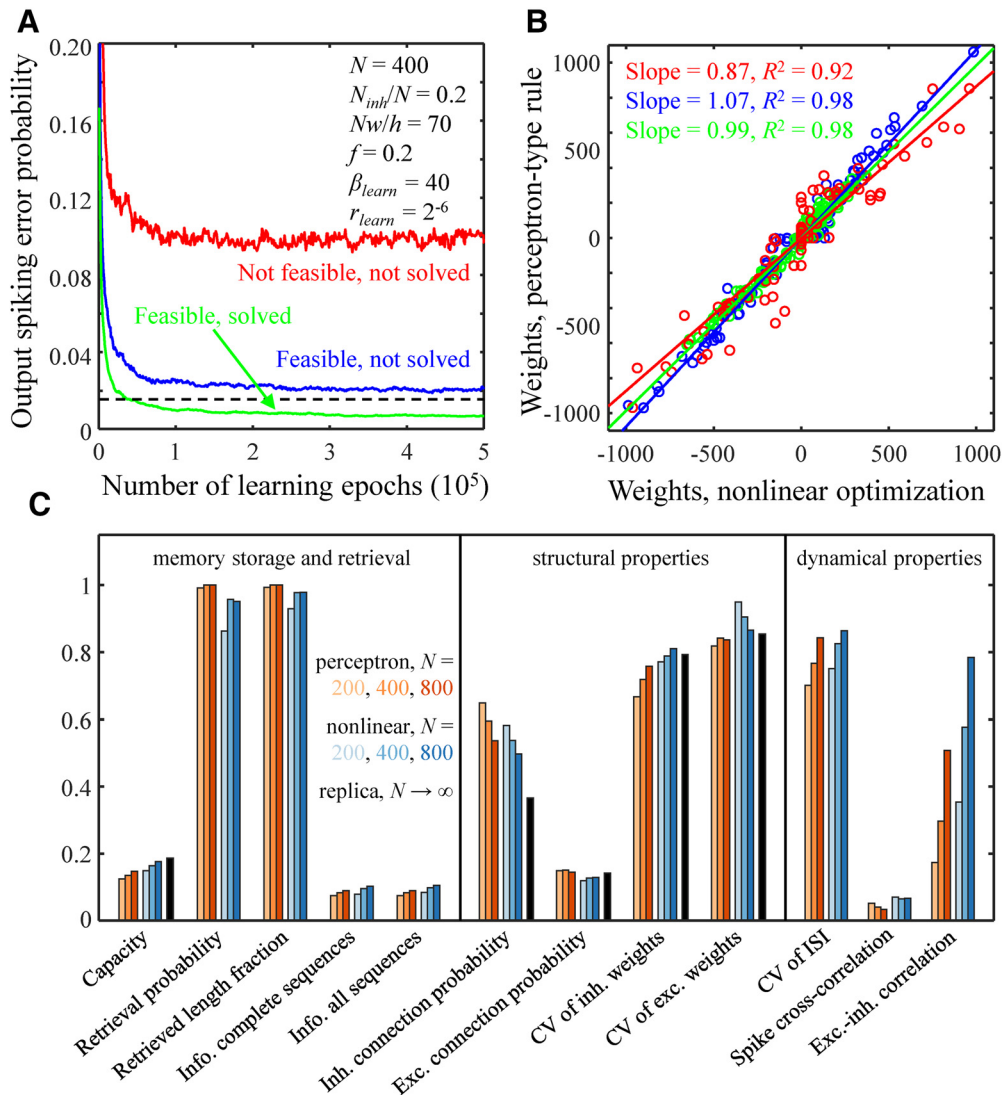 A
0.20
0.16
0.12
0.08
0.04
0
Output spiking error probability
N = 400
N_inh/N = 0.2
Nw/h = 70
f = 0.2
β_learn = 40
r_learn = 2^-6
Not feasible, not solved
Feasible, solved
Feasible, not solved
0 1 2 3 4 5
Number of learning epochs (10^5)
B
1000
500
0
-500
-1000
Weights, perceptron-type rule
Slope = 0.87, R² = 0.92
Slope = 1.07, R² = 0.98
Slope = 0.99, R² = 0.98
-1000 -500 0 500 1000
Weights, nonlinear optimization
C
memory storage and retrieval
structural properties
dynamical properties
1
0.8
0.6
0.4
0.2
0
perceptron, N =
200, 400, 800
nonlinear, N =
200, 400, 800
replica, N → ∞
Capacity
Retrieval probability
Retrieved length fraction
Info. complete sequences
Info. all sequences
Inh. connection probability
Exc. connection probability
CV of inh. weights
CV of exc. weights
CV of ISI
Spike cross-correlation
Exc.-inh. correlation